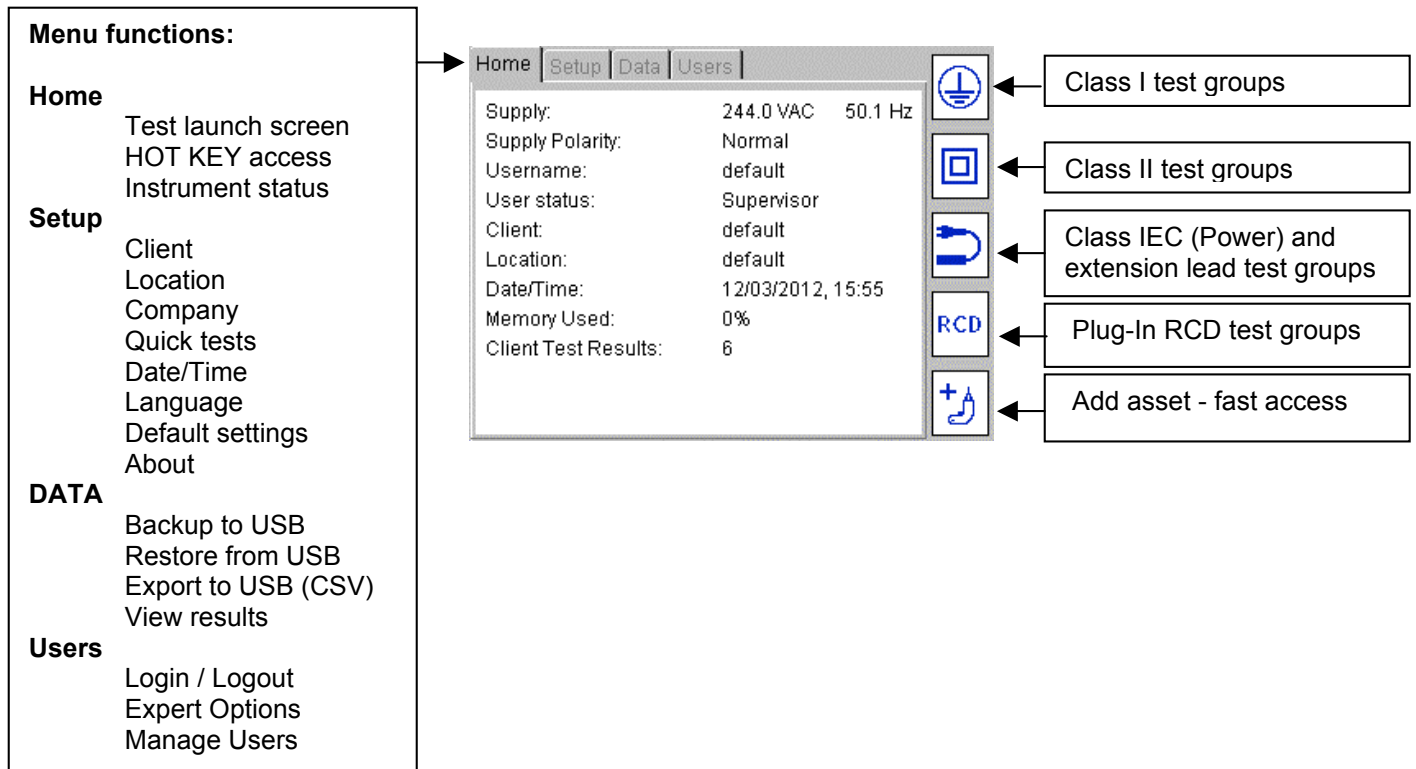 Menu functions:
Home
Test launch screen
HOT KEY access
Instrument status
Setup
Client
Location
Company
Quick tests
Date/Time
Language
Default settings
About
DATA
Backup to USB
Restore from USB
Export to USB (CSV)
View results
Users
Login / Logout
Expert Options
Manage Users
Home Setup Data Users
Supply: 244.0 VAC 50.1 Hz
Supply Polarity: Normal
Username: default
User status: Supervisor
Client: default
Location: default
Date/Time: 12/03/2012, 15:55
Memory Used: 0%
Client Test Results: 6
RCD
Class I test groups
Class II test groups
Class IEC (Power) and
extension lead test groups
Plug-In RCD test groups
Add asset - fast access